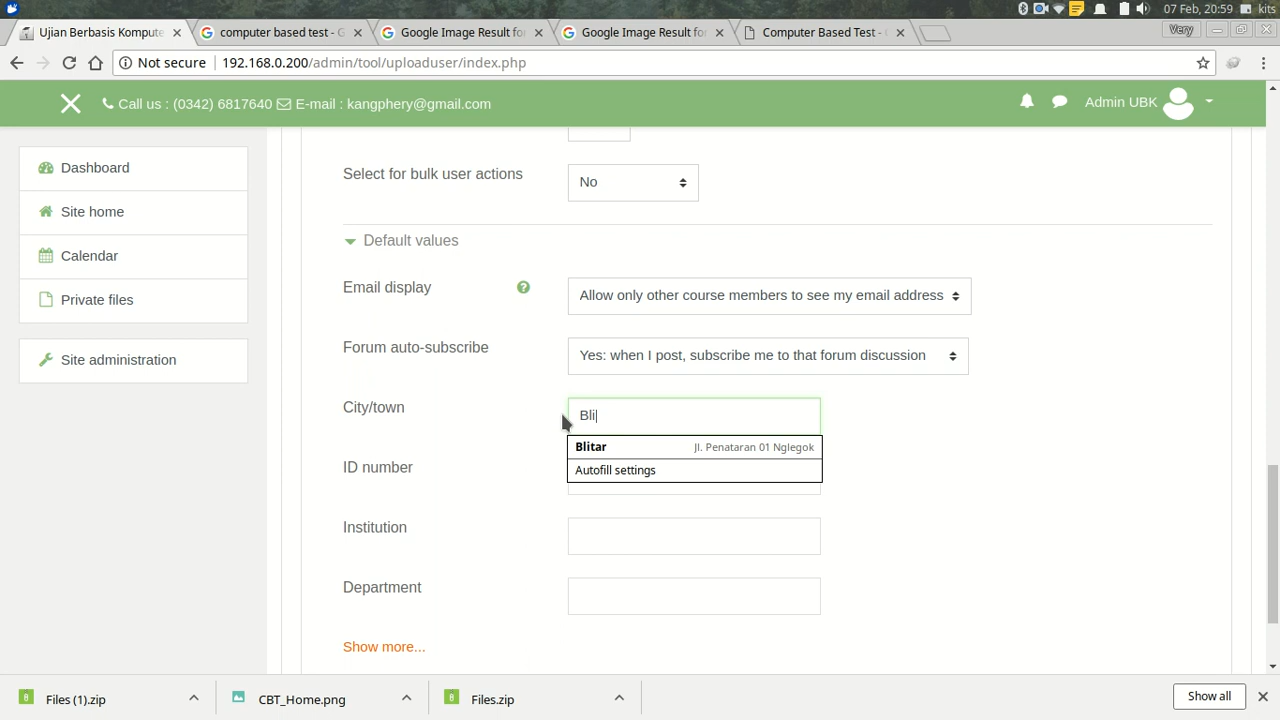 07 Feb, 20:59 kits
Ujian Berbasis Kompute
computer based test - G
Google Image Result for
Google Image Result for
Computer Based Test -
Very
Not secure 192.168.0.200/admin/tool/uploaduser/index.php
Call us : (0342) 6817640 E-mail : kangphery@gmail.com
Admin UBK
Dashboard
Site home
Calendar
Private files
Site administration
Select for bulk user actions No
Default values
Email display ? Allow only other course members to see my email address
Forum auto-subscribe Yes: when I post, subscribe me to that forum discussion
City/town Bli
Blitar Jl. Penataran 01 Nglegok
Autofill settings
ID number
Institution
Department
Show more...
Files (1).zip
CBT_Home.png
Files.zip
Show all